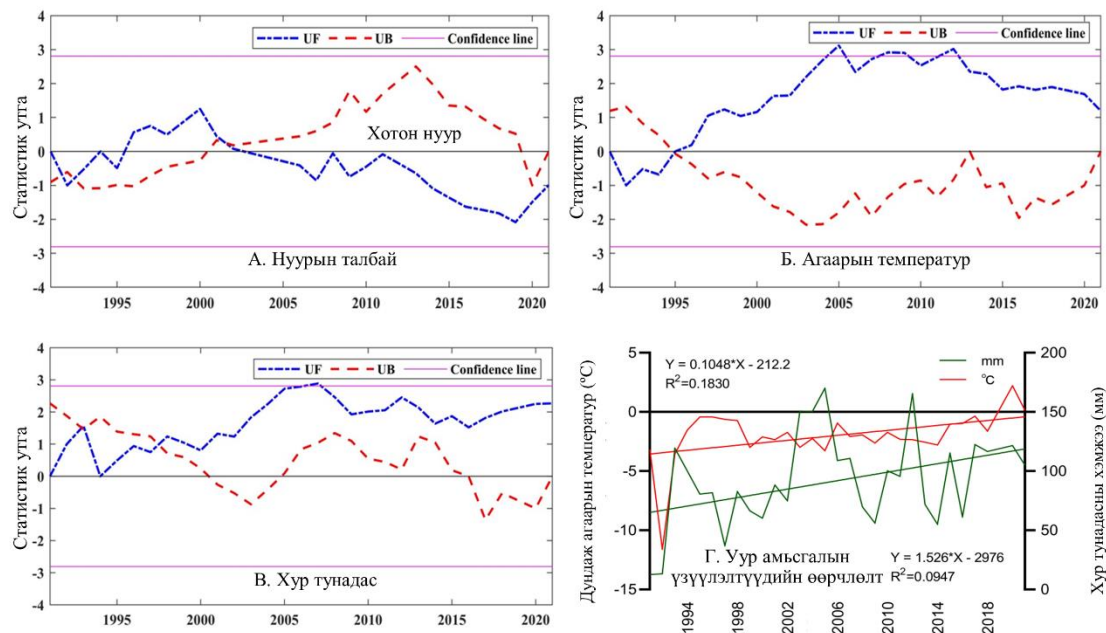 4
3
2
1
0
-1
-2
-3
-4
Статистик утга
UF UB Confidence line
Хотон нуур
А. Нуурын талбай
1995 2000 2005 2010 2015 2020
4
3
2
1
0
-1
-2
-3
-4
Статистик утга
UF UB Confidence line
Б. Агаарын температур
1995 2000 2005 2010 2015 2020
4
3
2
1
0
-1
-2
-3
-4
Статистик утга
UF UB Confidence line
В. Хур тунадас
1995 2000 2005 2010 2015 2020
5
0
-5
-10
-15
Дундаж агаарын температур (°C)
Y = 0.1048*X - 212.2
R²=0.1830
mm
°C
Г. Уур амьсгалын
үзүүлэлтүүдийн өөрчлөлт
Y = 1.526*X - 2976
R²=0.0947
200
150
100
50
0
Хур тунадасны хэмжээ (мм)
1994 1998 2002 2006 2010 2014 2018